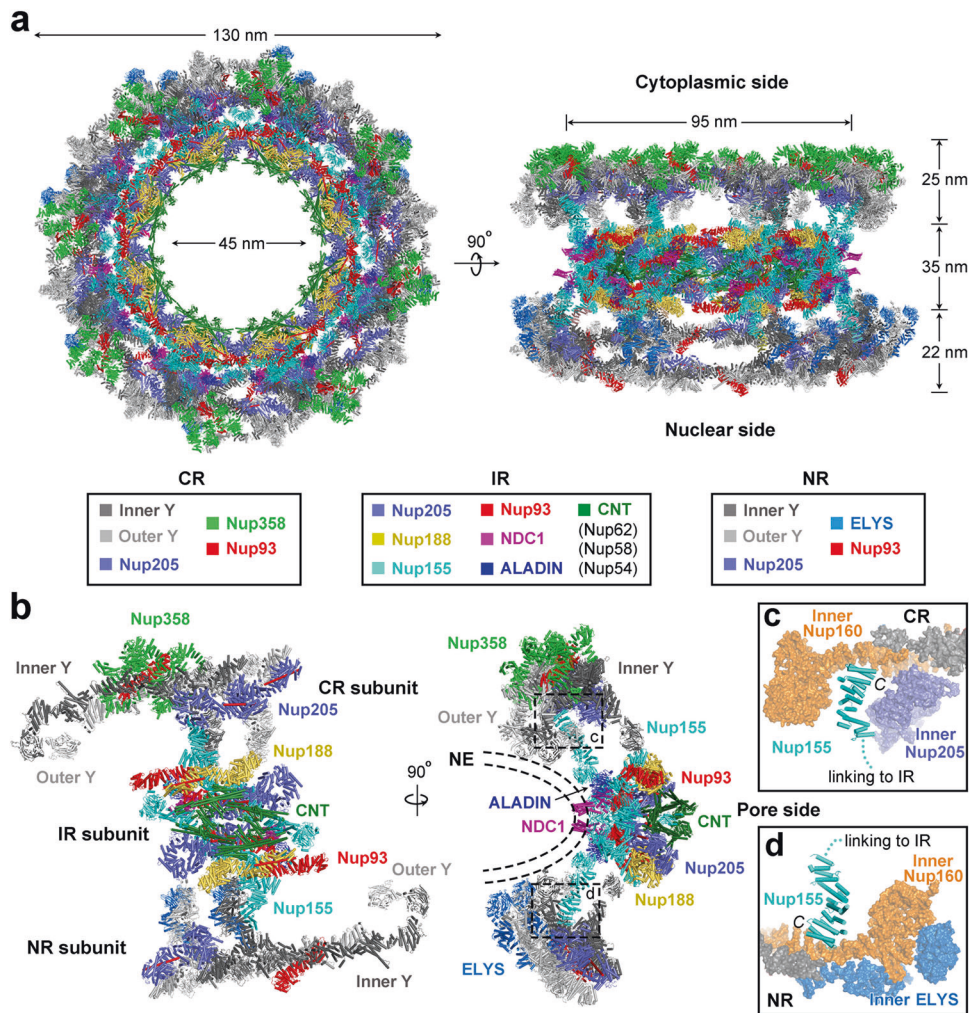 a
130 nm
45 nm
90°
Cytoplasmic side
95 nm
25 nm
35 nm
22 nm
Nuclear side
CR
Inner Y
Outer Y
Nup205
Nup358
Nup93
IR
Nup205
Nup188
Nup155
Nup93
NDC1
ALADIN
CNT
(Nup62)
(Nup58)
(Nup54)
NR
Inner Y
Outer Y
Nup205
ELYS
Nup93
b
Nup358
Inner Y
CR subunit
Nup205
Outer Y
Nup188
CNT
IR subunit
Nup93
Nup155
NR subunit
Outer Y
Inner Y
90°
Nup358
Inner Y
Outer Y
c
Nup155
NE
Nup93
ALADIN
Pore side
NDC1
CNT
Nup205
Nup188
d
ELYS
c
Inner
Nup160
CR
C
Nup155
Inner
Nup205
linking to IR
d
linking to IR
Inner
Nup160
Nup155
C
NR
Inner ELYS